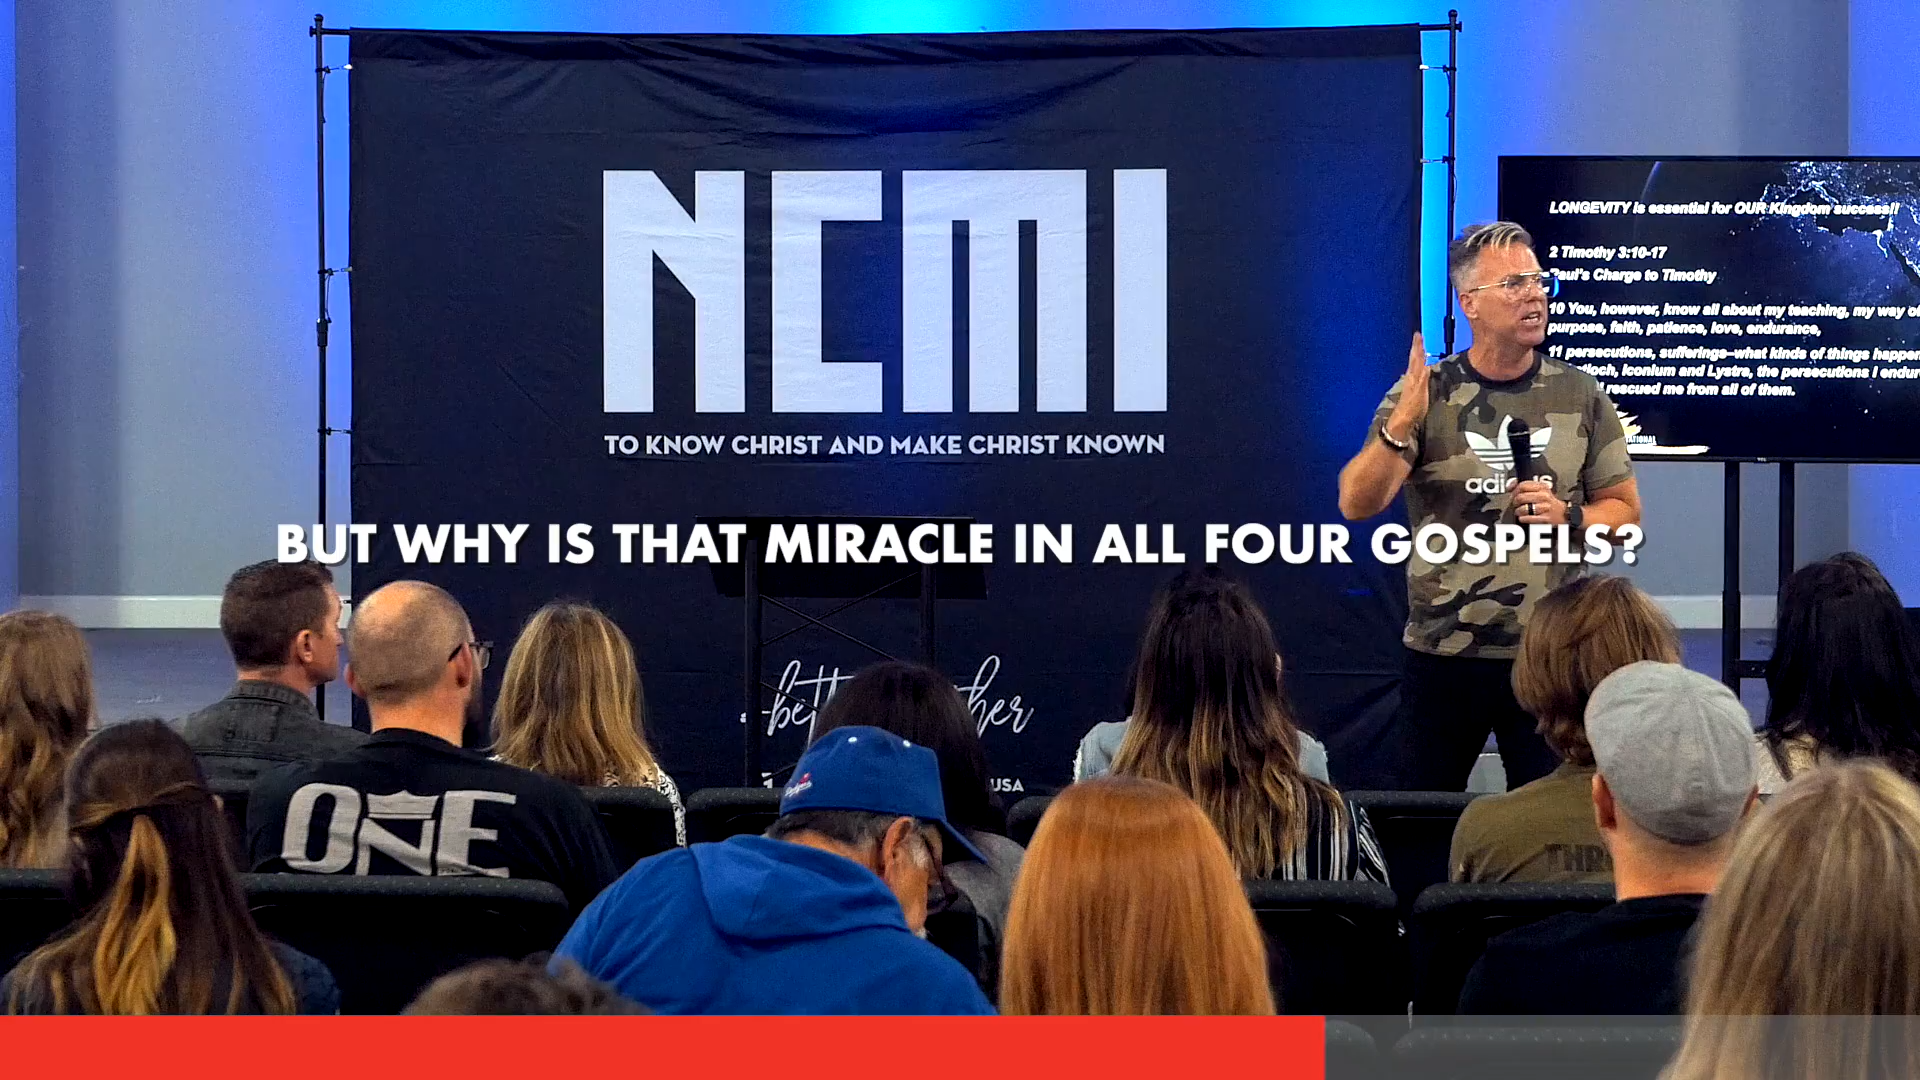 NCMI
TO KNOW CHRIST AND MAKE CHRIST KNOWN
LONGEVITY is essential for OUR Kingdom success!!
2 Timothy 3:10-17
Paul's Charge to Timothy
10 You, however, know all about my teaching, my way of
purpose, faith, patience, love, endurance,
11 persecutions, sufferings–what kinds of things happen
Iconium and Lystra, the persecutions I endur
rescued me from all of them.
adidas
BUT WHY IS THAT MIRACLE IN ALL FOUR GOSPELS?
USA
Dodgers
ONE